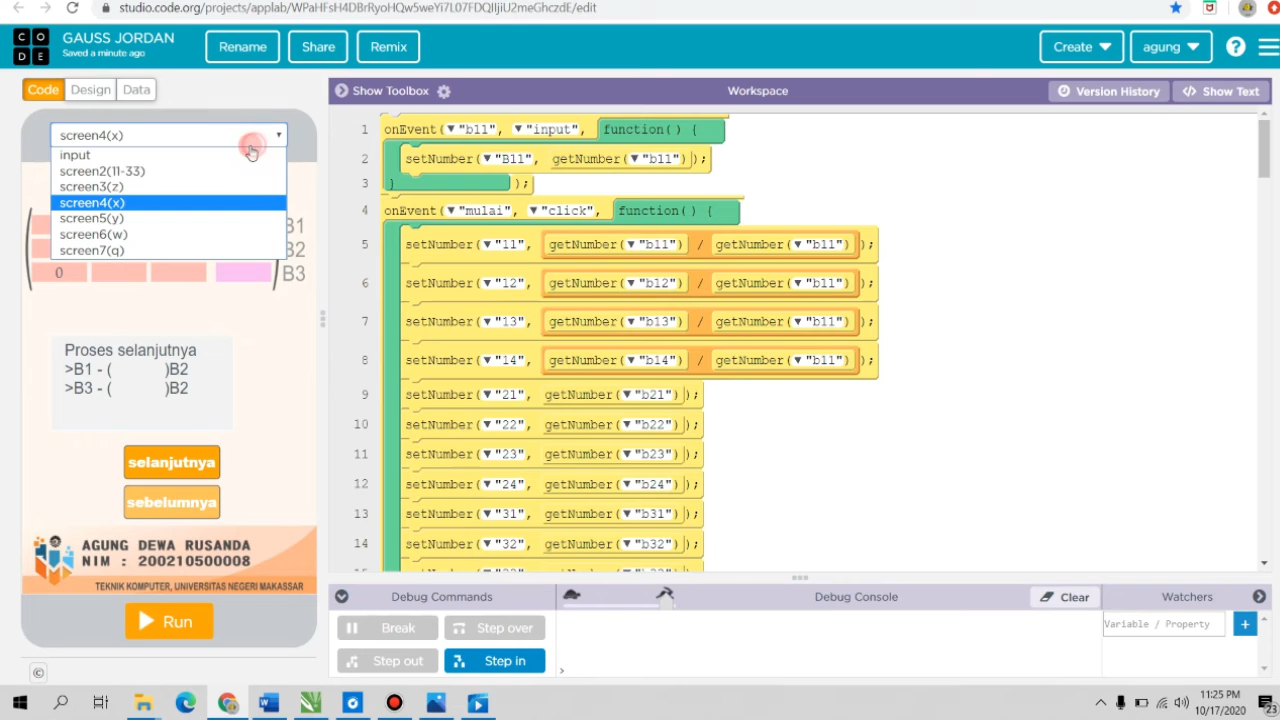 studio.code.org/projects/applab/WPaHFsH4DBrRyoHQw5weYi7L07FDQIljiU2meGhczdE/edit
CODE
GAUSS JORDAN
Saved a minute ago
Rename
Share
Remix
Create
agung
?
Code
Design
Data
Show Toolbox
Workspace
Version History
</> Show Text
screen4(x)
input
screen2(11-33)
screen3(z)
screen4(x)
screen5(y)
screen6(w)
screen7(q)
B1
B2
0
B3
Proses selanjutnya
>B1 - ( )B2
>B3 - ( )B2
selanjutnya
sebelumnya
AGUNG DEWA RUSANDA
NIM : 200210500008
TEKNIK KOMPUTER, UNIVERSITAS NEGERI MAKASSAR
Run
©
1 onEvent(▼"b11", ▼"input", function( ) {
2 setNumber(▼"B11", getNumber(▼"b11"));
3 } );
4 onEvent(▼"mulai", ▼"click", function( ) {
5 setNumber(▼"11", getNumber(▼"b11") / getNumber(▼"b11"));
6 setNumber(▼"12", getNumber(▼"b12") / getNumber(▼"b11"));
7 setNumber(▼"13", getNumber(▼"b13") / getNumber(▼"b11"));
8 setNumber(▼"14", getNumber(▼"b14") / getNumber(▼"b11"));
9 setNumber(▼"21", getNumber(▼"b21"));
10 setNumber(▼"22", getNumber(▼"b22"));
11 setNumber(▼"23", getNumber(▼"b23"));
12 setNumber(▼"24", getNumber(▼"b24"));
13 setNumber(▼"31", getNumber(▼"b31"));
14 setNumber(▼"32", getNumber(▼"b32"));
Debug Commands
Debug Console
Clear
Watchers
Break
Step over
Step out
Step in
Variable / Property
+
>
11:25 PM
10/17/2020
23